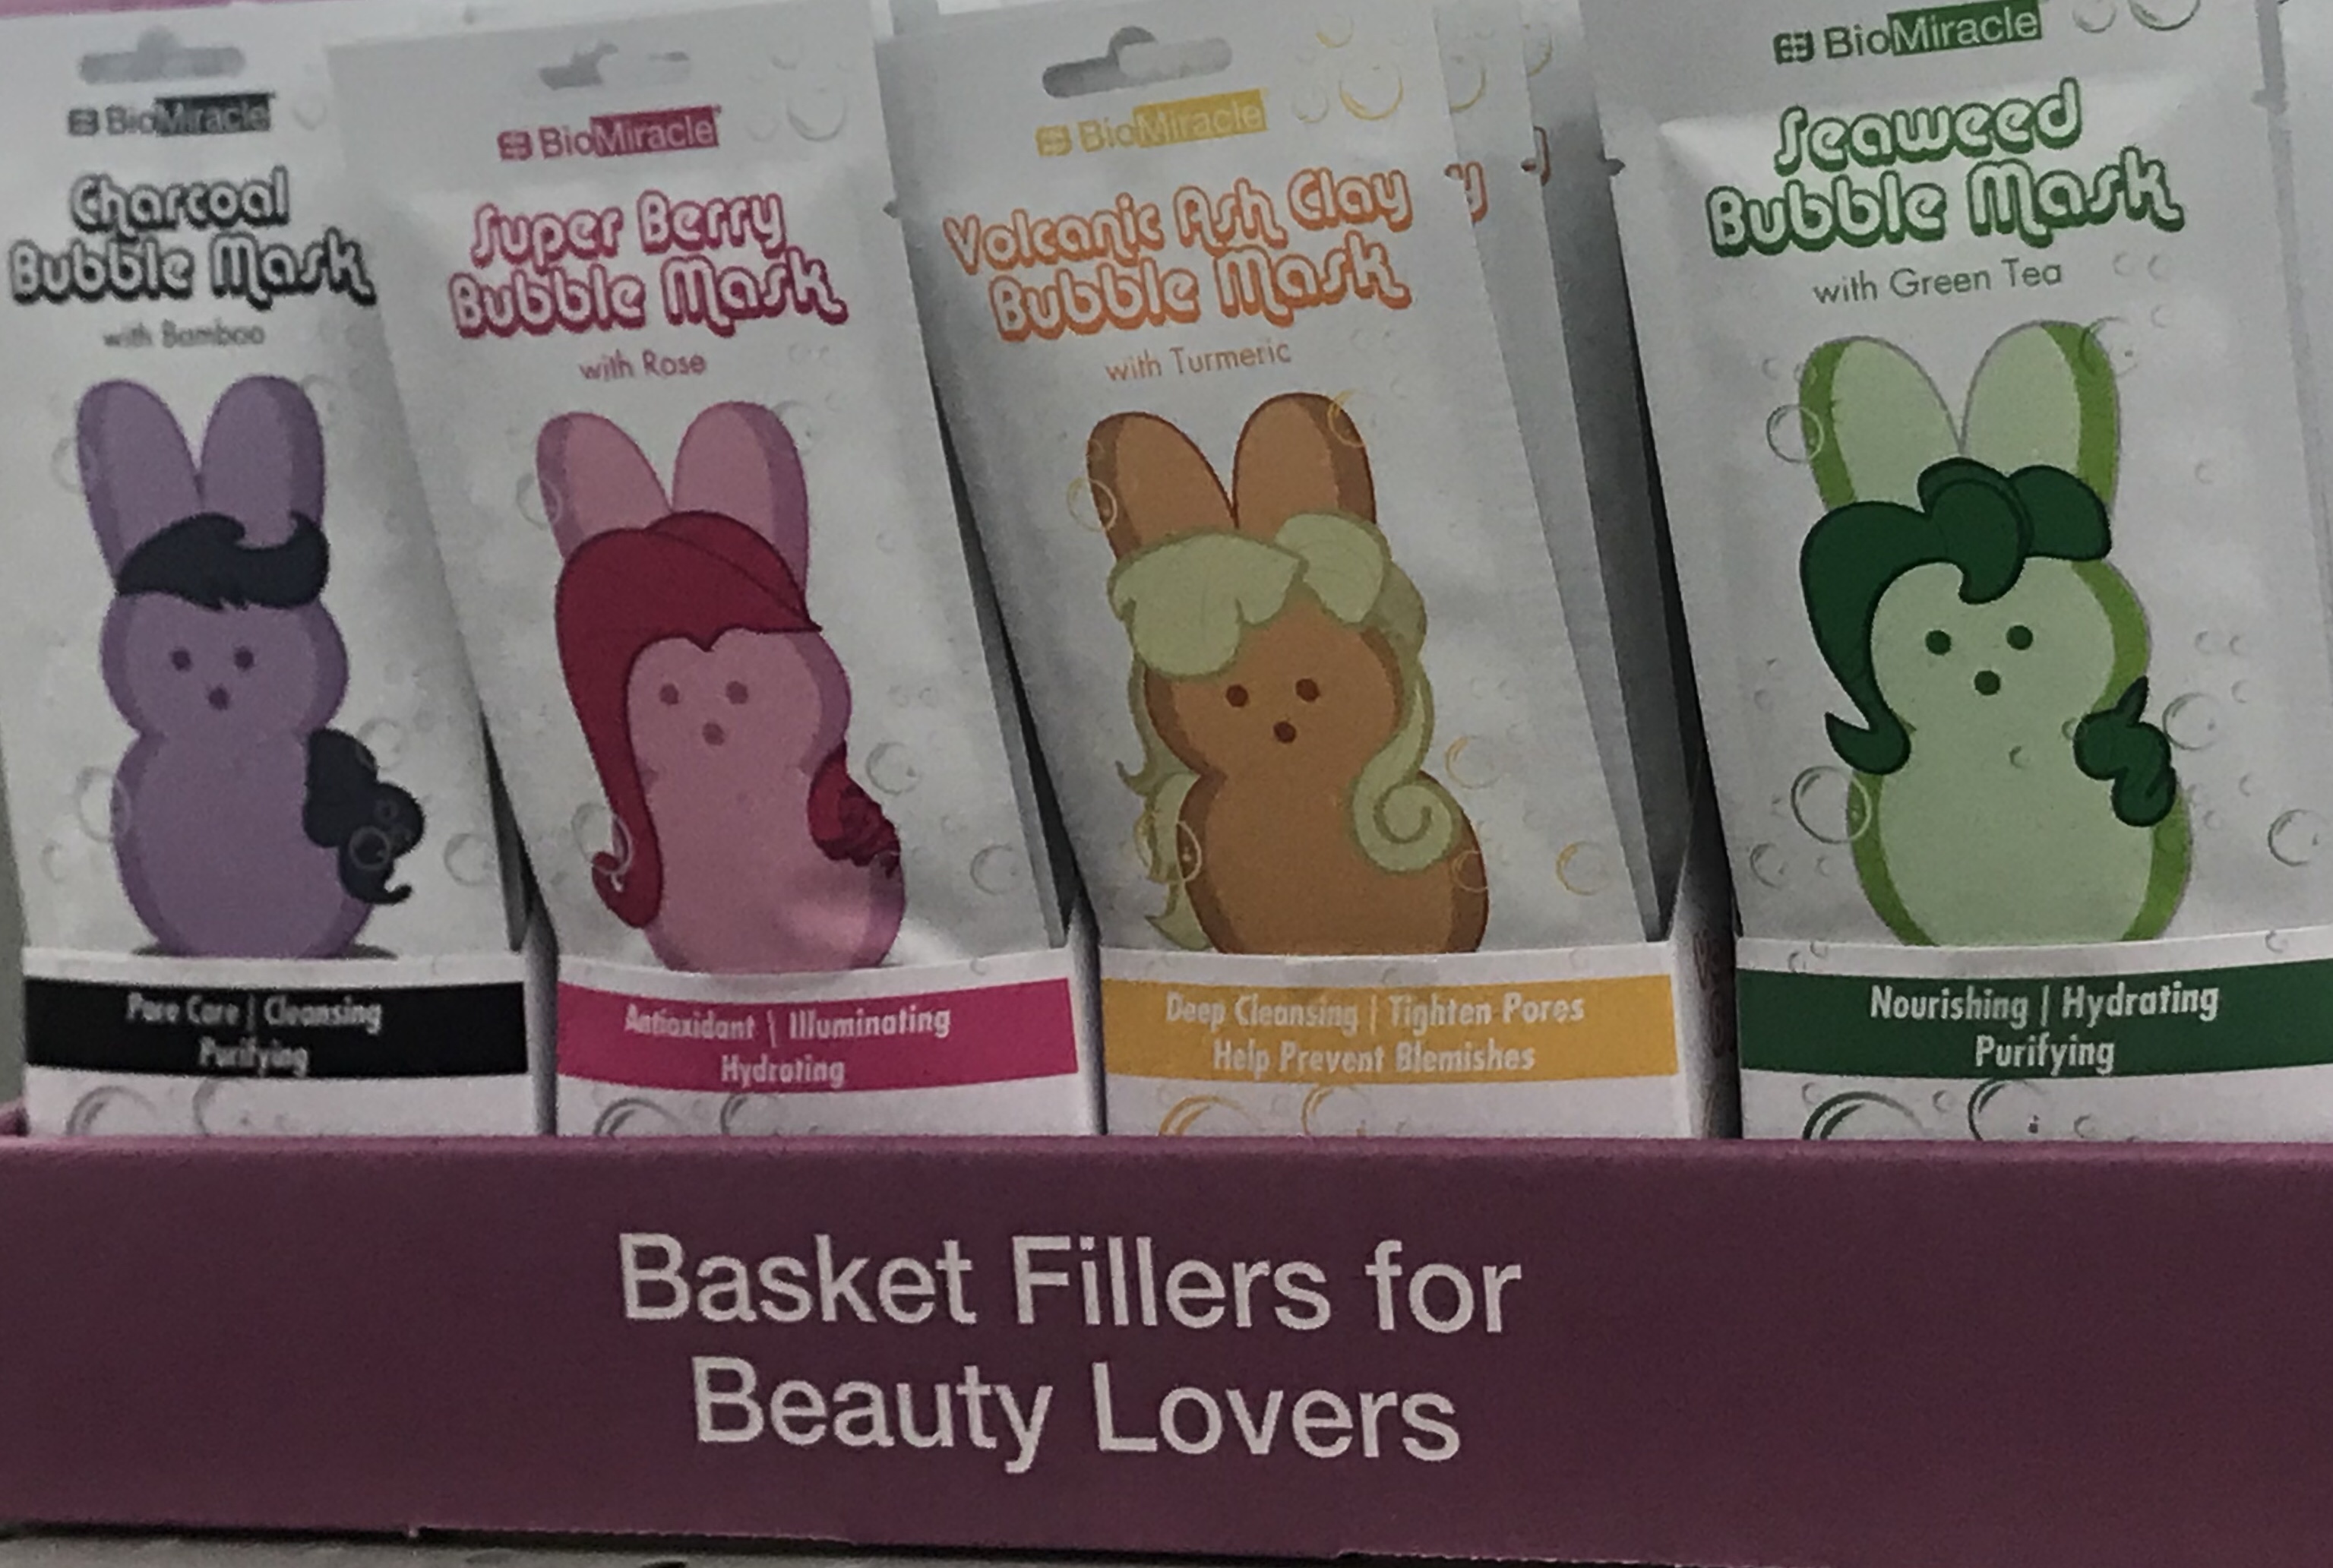 BioMiracle
Charcoal
Bubble Mask
with Bamboo
Pore Care | Cleansing
Purifying
BioMiracle
Super Berry
Bubble Mask
with Rose
Antioxidant | Illuminating
Hydrating
BioMiracle
Volcanic Ash Clay
Bubble Mask
with Turmeric
Deep Cleansing | Tighten Pores
Help Prevent Blemishes
BioMiracle
Seaweed
Bubble Mask
with Green Tea
Nourishing | Hydrating
Purifying
Basket Fillers for
Beauty Lovers